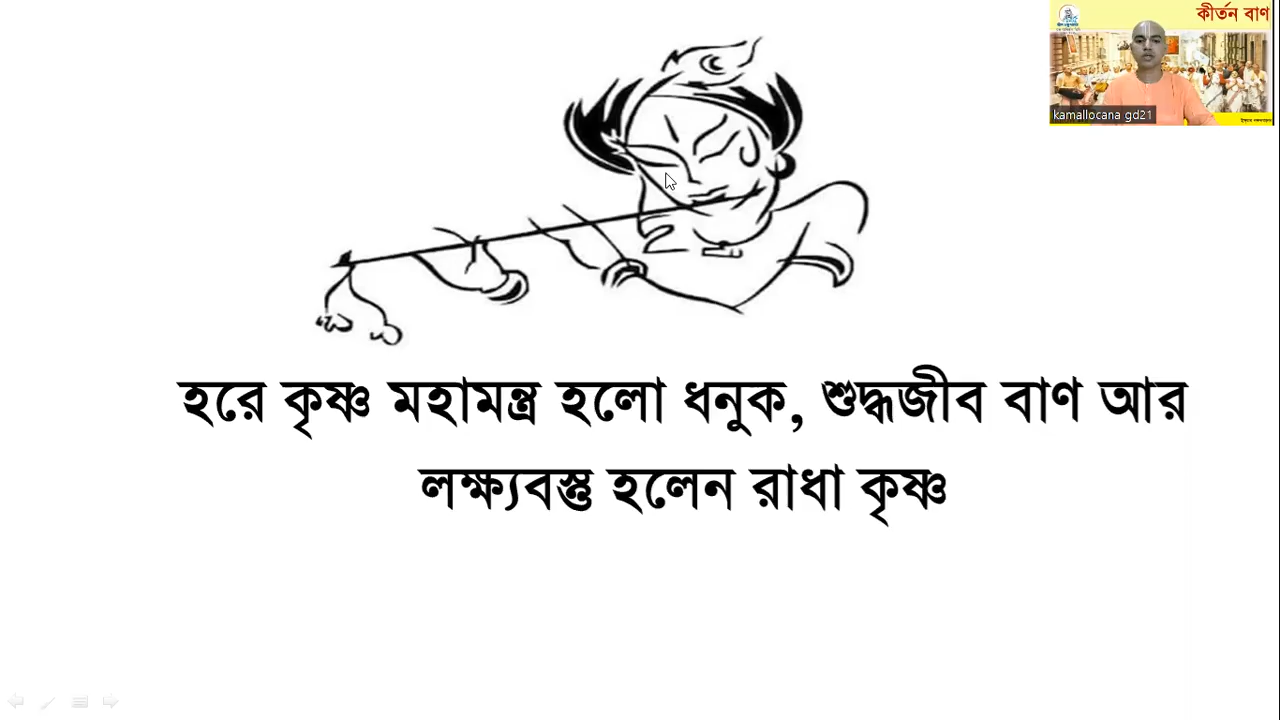 কীর্তন বাণ
kamallocana gd21
হরে কৃষ্ণ মহামন্ত্র হলো ধনুক, শুদ্ধজীব বাণ আর
লক্ষ্যবস্তু হলেন রাধা কৃষ্ণ